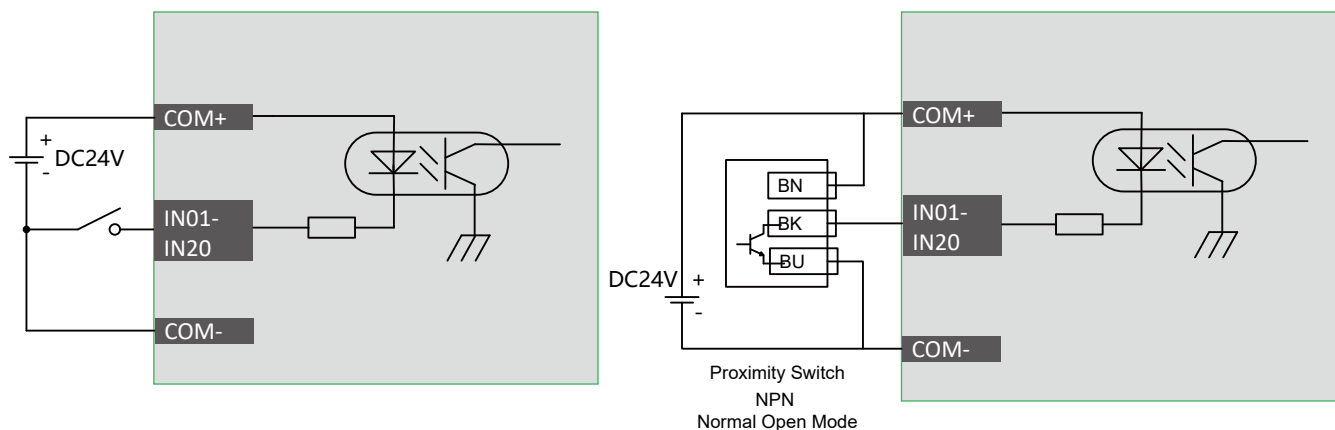 COM+
+
DC24V
-
IN01-
IN20
COM-
COM+
BN
BK
IN01-
IN20
BU
DC24V
+
-
COM-
Proximity Switch
NPN
Normal Open Mode